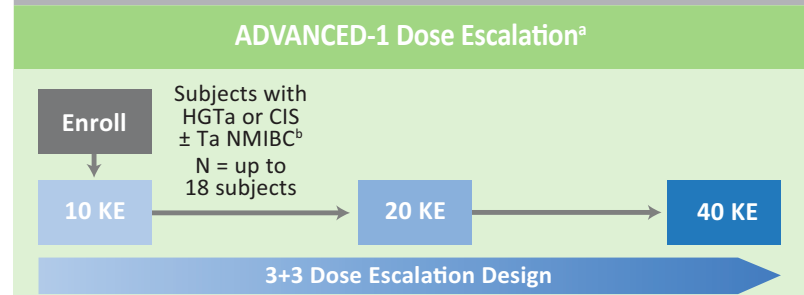 ADVANCED-1 Dose Escalationᵃ
Enroll
Subjects with
HGTa or CIS
± Ta NMIBCᵇ
N = up to
18 subjects
10 KE
20 KE
40 KE
3+3 Dose Escalation Design